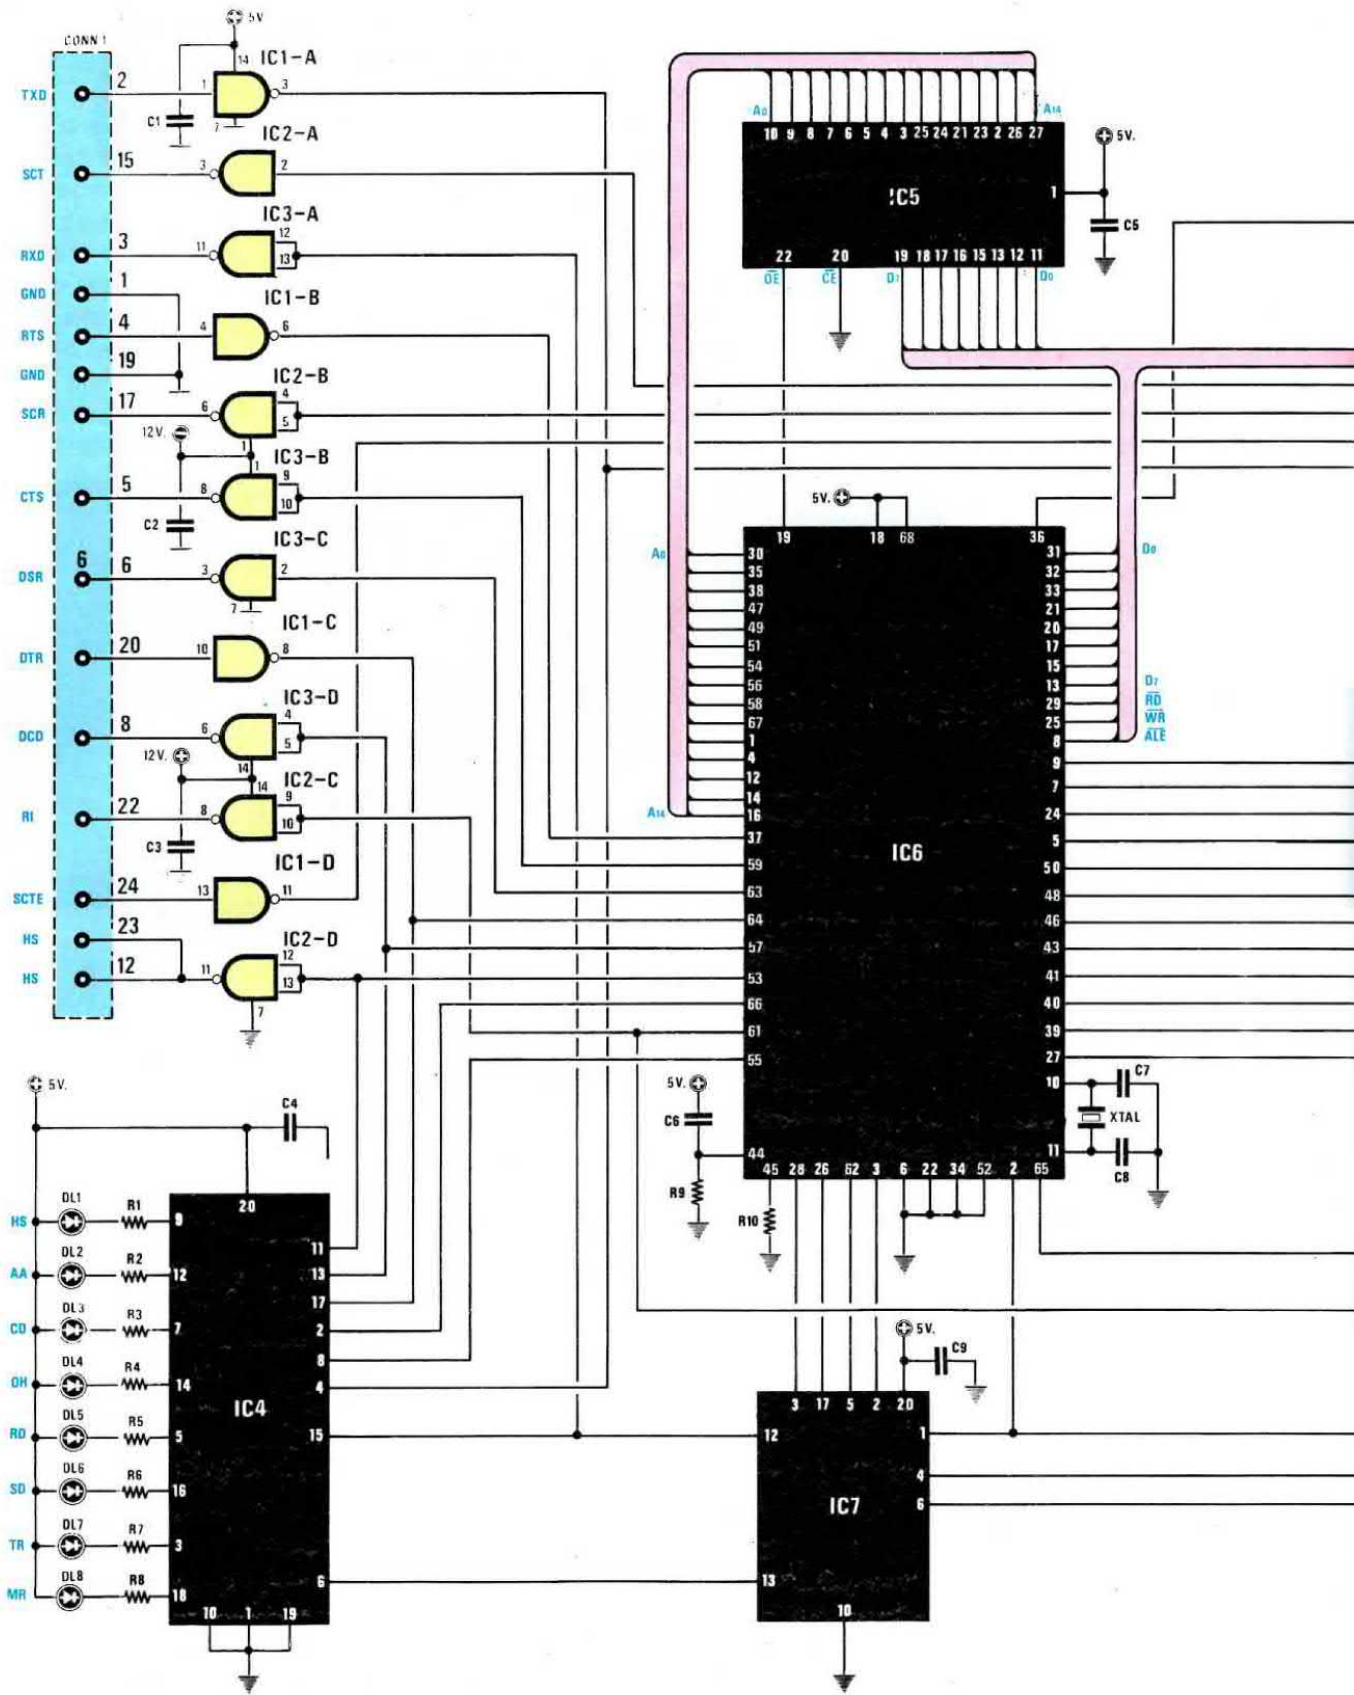 5V
CONN 1
TXD 2 1 14 IC1-A 3
C1 7
IC2-A
SCT 15 3 2
IC3-A
RXD 3 11 12 13
GND 1
IC1-B
RTS 4 4 6
GND 19
IC2-B
SCR 17 6 4 5
12V. 1
IC3-B
CTS 5 8 1 9 10
C2
IC3-C
DSR 6 6 3 2
7
IC1-C
DTR 20 10 8
IC3-D
DCD 8 6 4 5
12V. 14
IC2-C
RI 22 8 14 9 10
C3
IC1-D
SCTE 24 13 11
HS 23
IC2-D
HS 12 11 12 13
7
A0 A14
10 9 8 7 6 5 4 3 25 24 21 23 2 26 27
5V.
IC5 1
C5
22 20 19 18 17 16 15 13 12 11
OE CE D7 D0
5V.
19 18 68 36
A0 30 31 D0
35 32
38 33
47 21
49 20
51 17
54 15
56 13 D7
58 29 RD
67 25 WR
1 8 ALE
4 9
12 7
14 24
A14 16 5
37 50
IC6
59 48
63 46
64 43
57 41
53 40
66 39
61 27
55 10 C7
5V.
C6 XTAL
44 11 C8
R9
45 28 26 62 3 6 22 34 52 2 65
R10
5V.
C4
20
HS DL1 R1 9 11
AA DL2 R2 12 13
17
CD DL3 R3 7 2
8
OH DL4 R4 14 4
IC4
RD DL5 R5 5 15
SD DL6 R6 16
TR DL7 R7 3
MR DL8 R8 18 6
10 1 19
5V.
C9
3 17 5 2 20
12 1
4
IC7 6
13
10